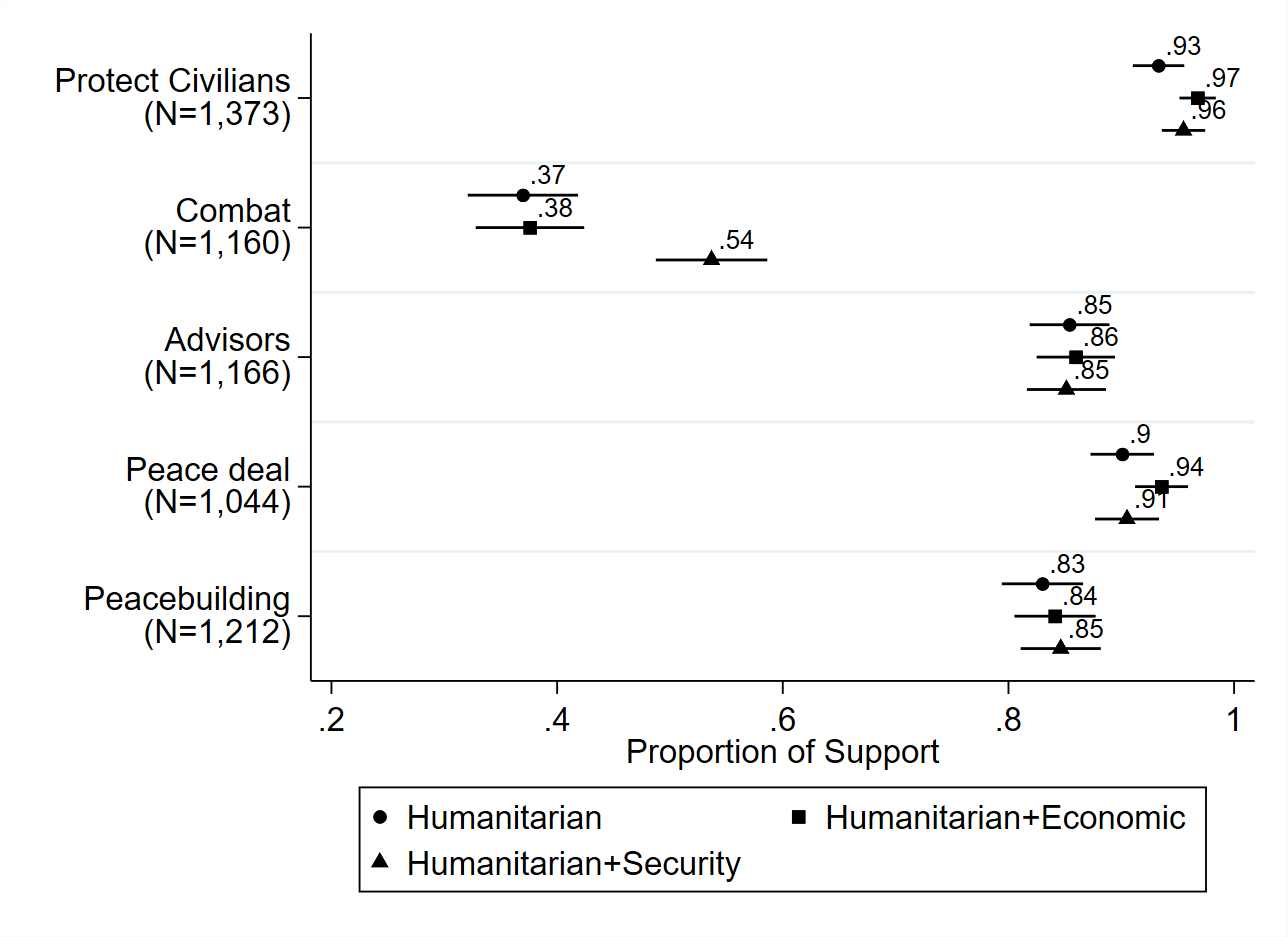 Protect Civilians
(N=1,373)
.93
.97
.96
Combat
(N=1,160)
.37
.38
.54
Advisors
(N=1,166)
.85
.86
.85
Peace deal
(N=1,044)
.9
.94
.91
Peacebuilding
(N=1,212)
.83
.84
.85
.2 .4 .6 .8 1
Proportion of Support
Humanitarian Humanitarian+Economic
Humanitarian+Security